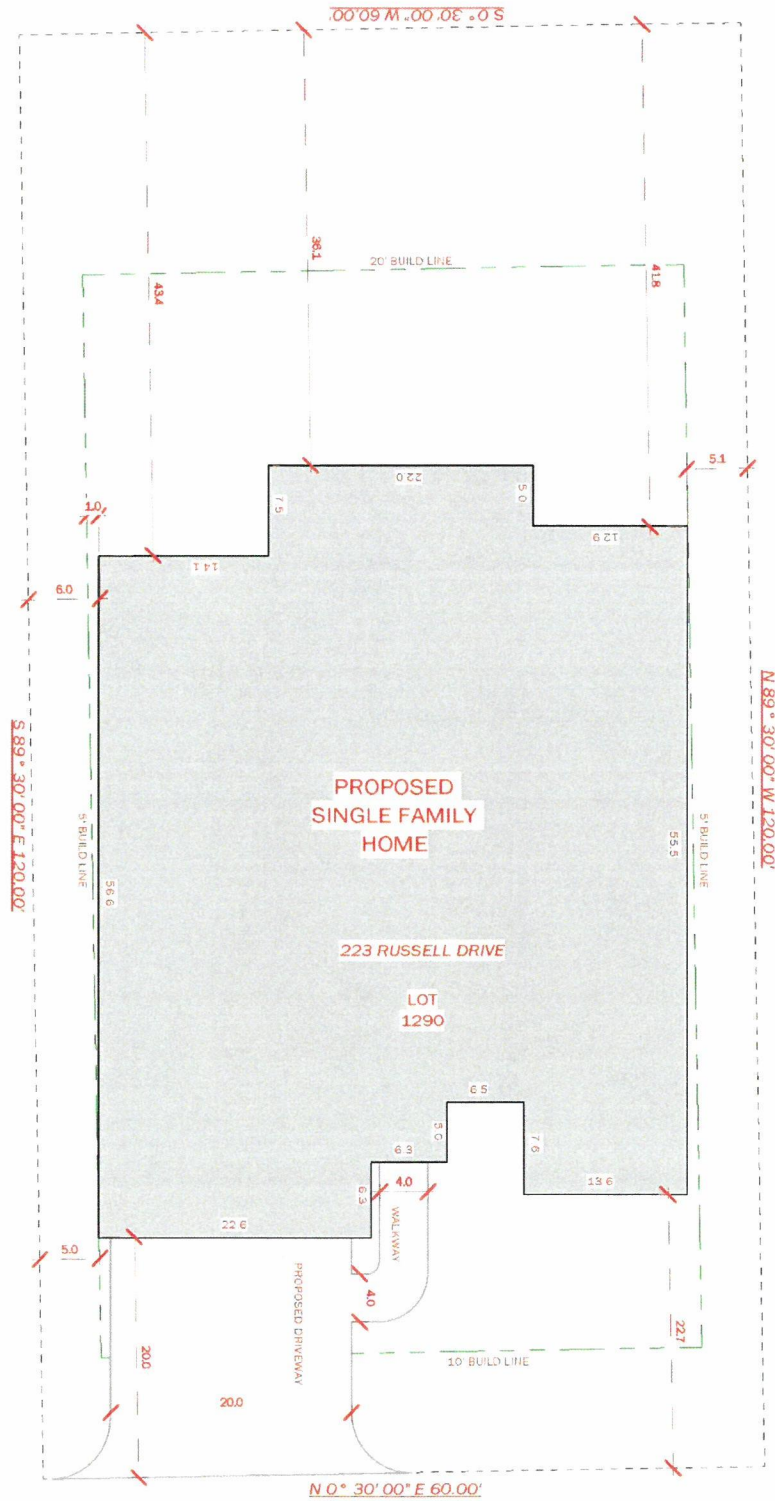 S 0° 30' 00" W 60.00'
36.1
20' BUILD LINE
43.4
41.8
5.1
22.0
7.5
5.0
1.0
12.9
14.1
6.0
N 89° 30' 00" W 120.00'
PROPOSED
SINGLE FAMILY
HOME
5' BUILD LINE
5' BUILD LINE
55.5
S 89° 30' 00" E 120.00'
56.6
223 RUSSELL DRIVE
LOT
1290
6.5
5.0
7.6
6.3
6.3
4.0
13.6
22.6
WALKWAY
5.0
PROPOSED DRIVEWAY
4.0
20.0
22.7
10' BUILD LINE
20.0
N 0° 30' 00" E 60.00'